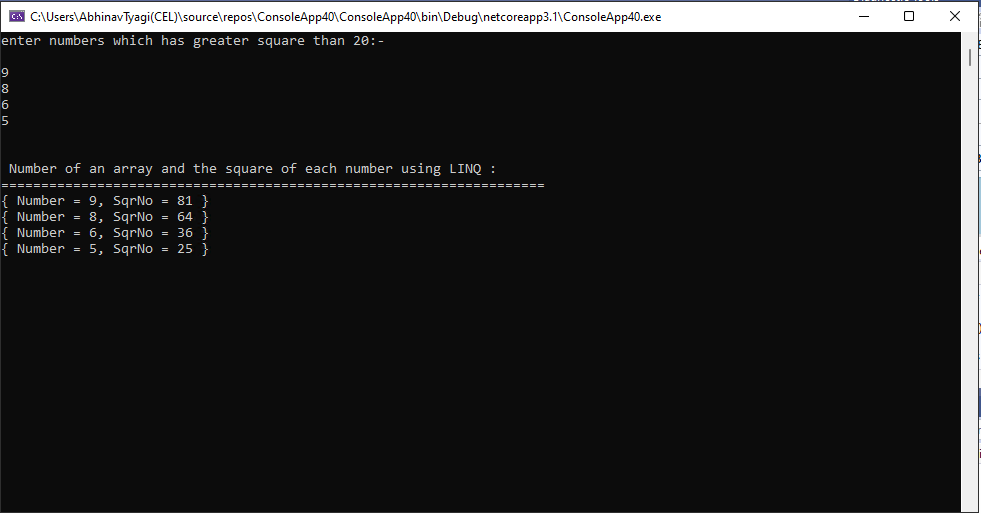 C:\Users\AbhinavTyagi(CEL)\source\repos\ConsoleApp40\ConsoleApp40\bin\Debug\netcoreapp3.1\ConsoleApp40.exe
enter numbers which has greater square than 20:-
9
8
6
5
Number of an array and the square of each number using LINQ :
====================================================================
{ Number = 9, SqrNo = 81 }
{ Number = 8, SqrNo = 64 }
{ Number = 6, SqrNo = 36 }
{ Number = 5, SqrNo = 25 }